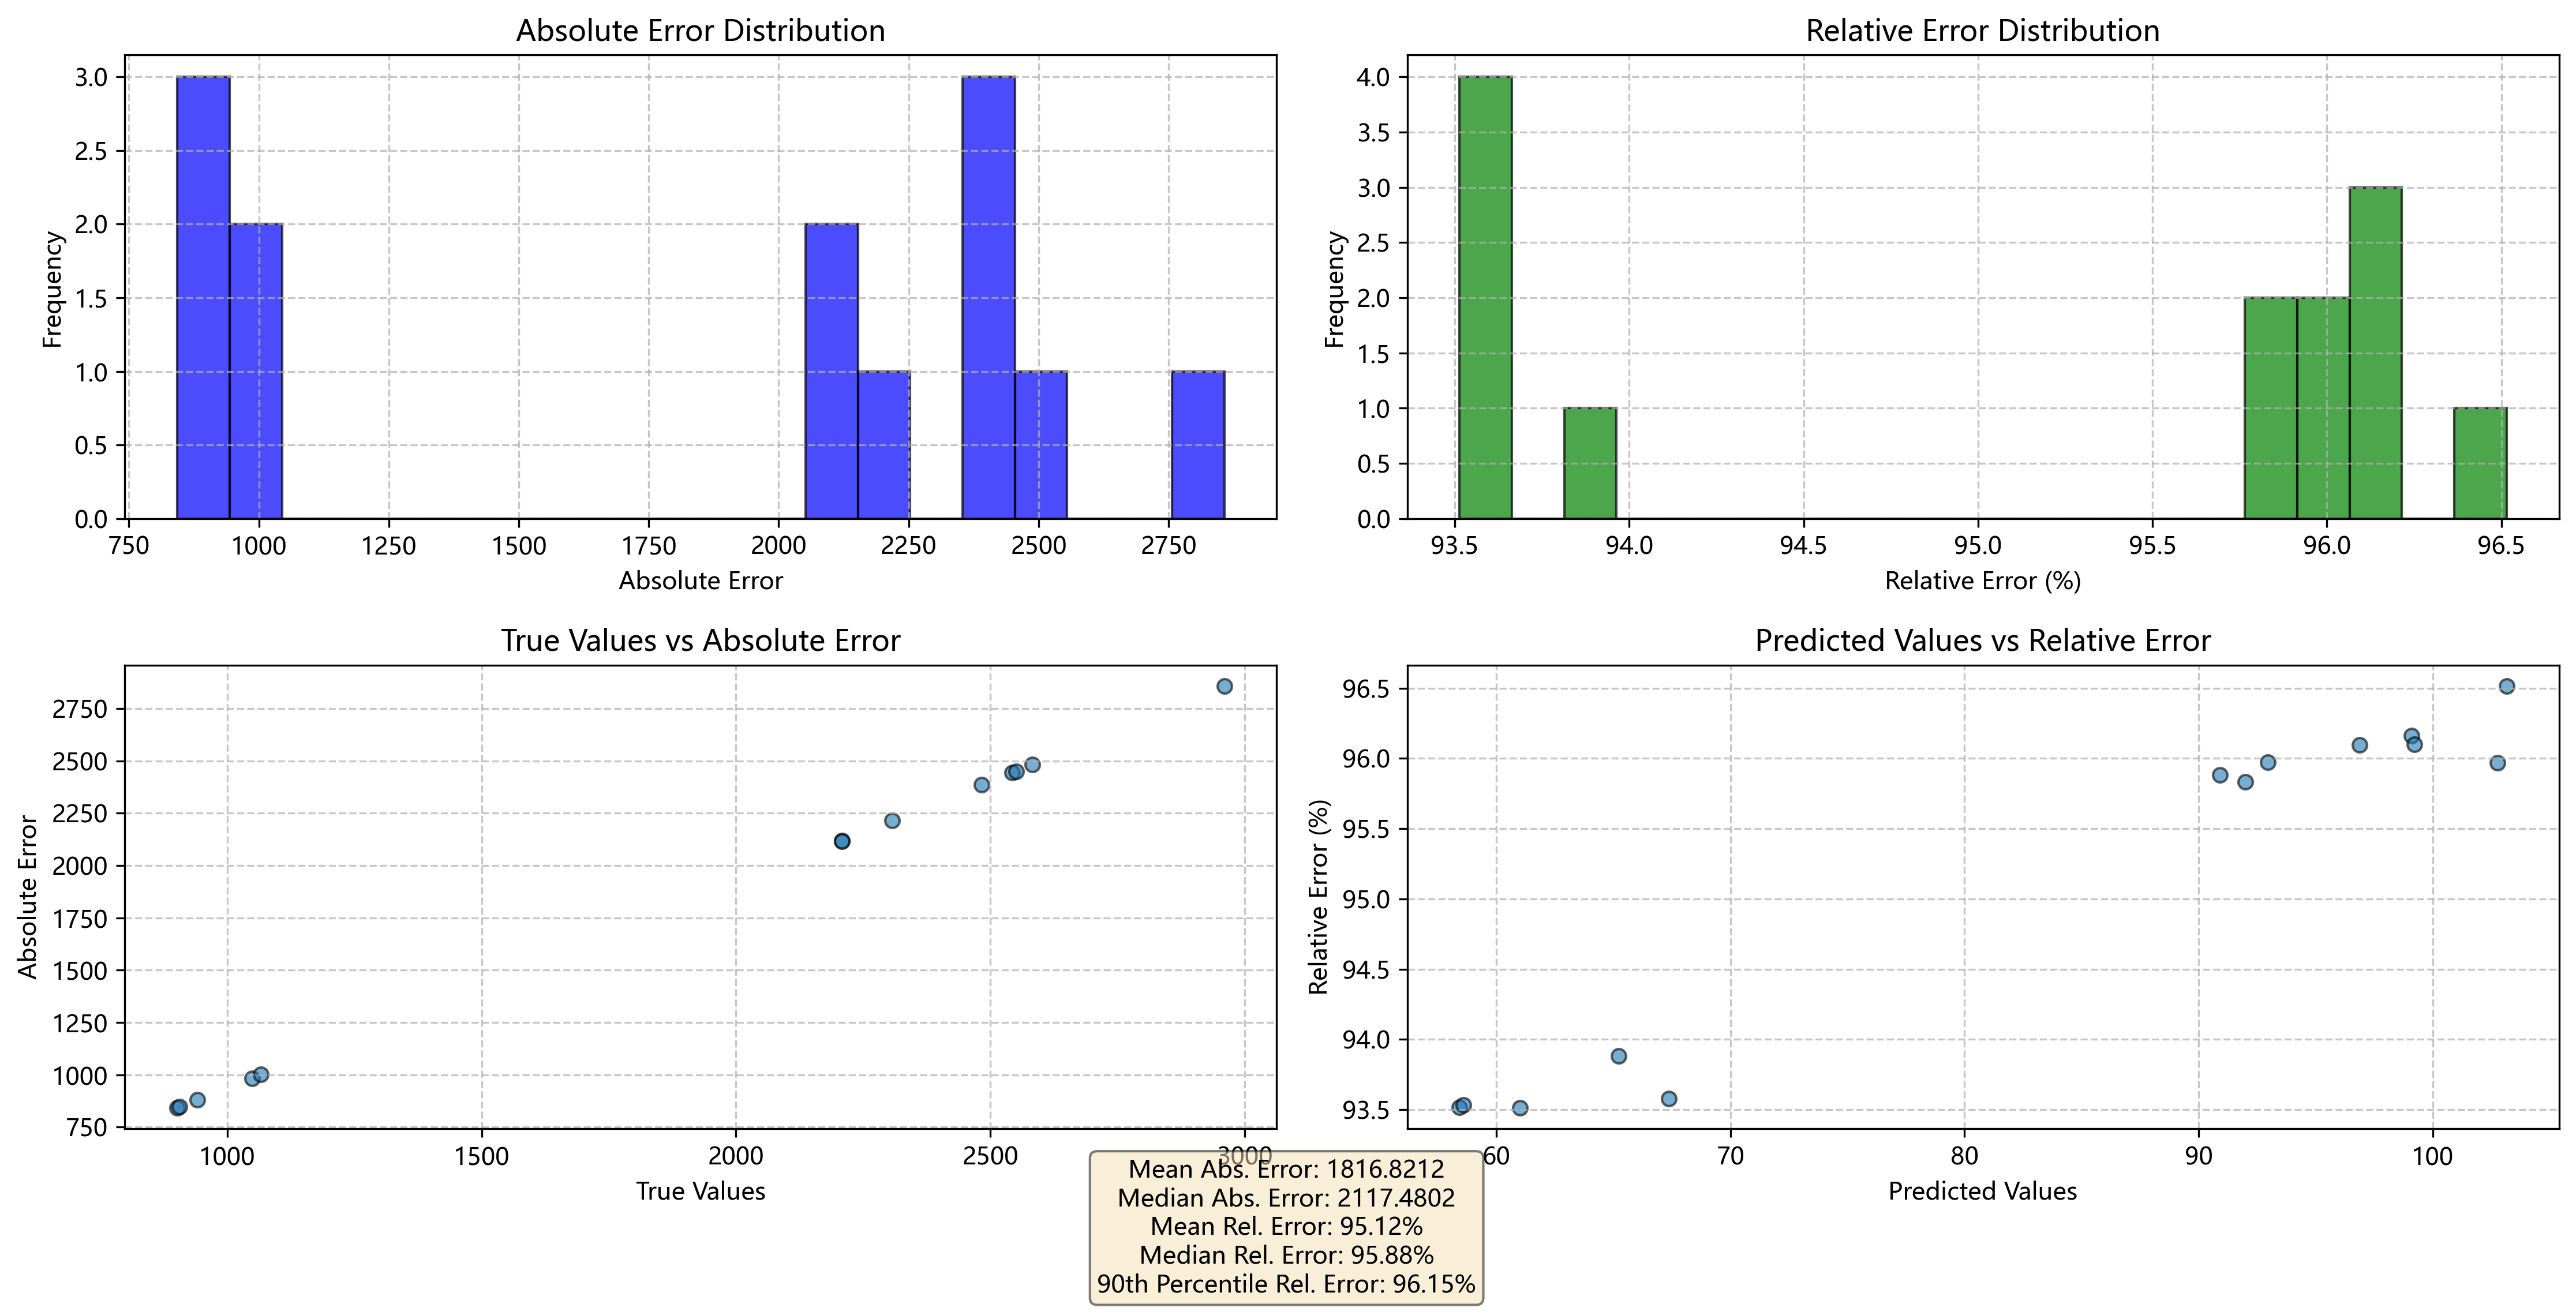 Absolute Error Distribution
3.0
2.5
2.0
1.5
1.0
0.5
0.0
Frequency
750 1000 1250 1500 1750 2000 2250 2500 2750
Absolute Error
Relative Error Distribution
4.0
3.5
3.0
2.5
2.0
1.5
1.0
0.5
0.0
Frequency
93.5 94.0 94.5 95.0 95.5 96.0 96.5
Relative Error (%)
True Values vs Absolute Error
2750
2500
2250
2000
1750
1500
1250
1000
750
Absolute Error
1000 1500 2000 2500 3000
True Values
Predicted Values vs Relative Error
96.5
96.0
95.5
95.0
94.5
94.0
93.5
Relative Error (%)
60 70 80 90 100
Predicted Values
Mean Abs. Error: 1816.8212
Median Abs. Error: 2117.4802
Mean Rel. Error: 95.12%
Median Rel. Error: 95.88%
90th Percentile Rel. Error: 96.15%